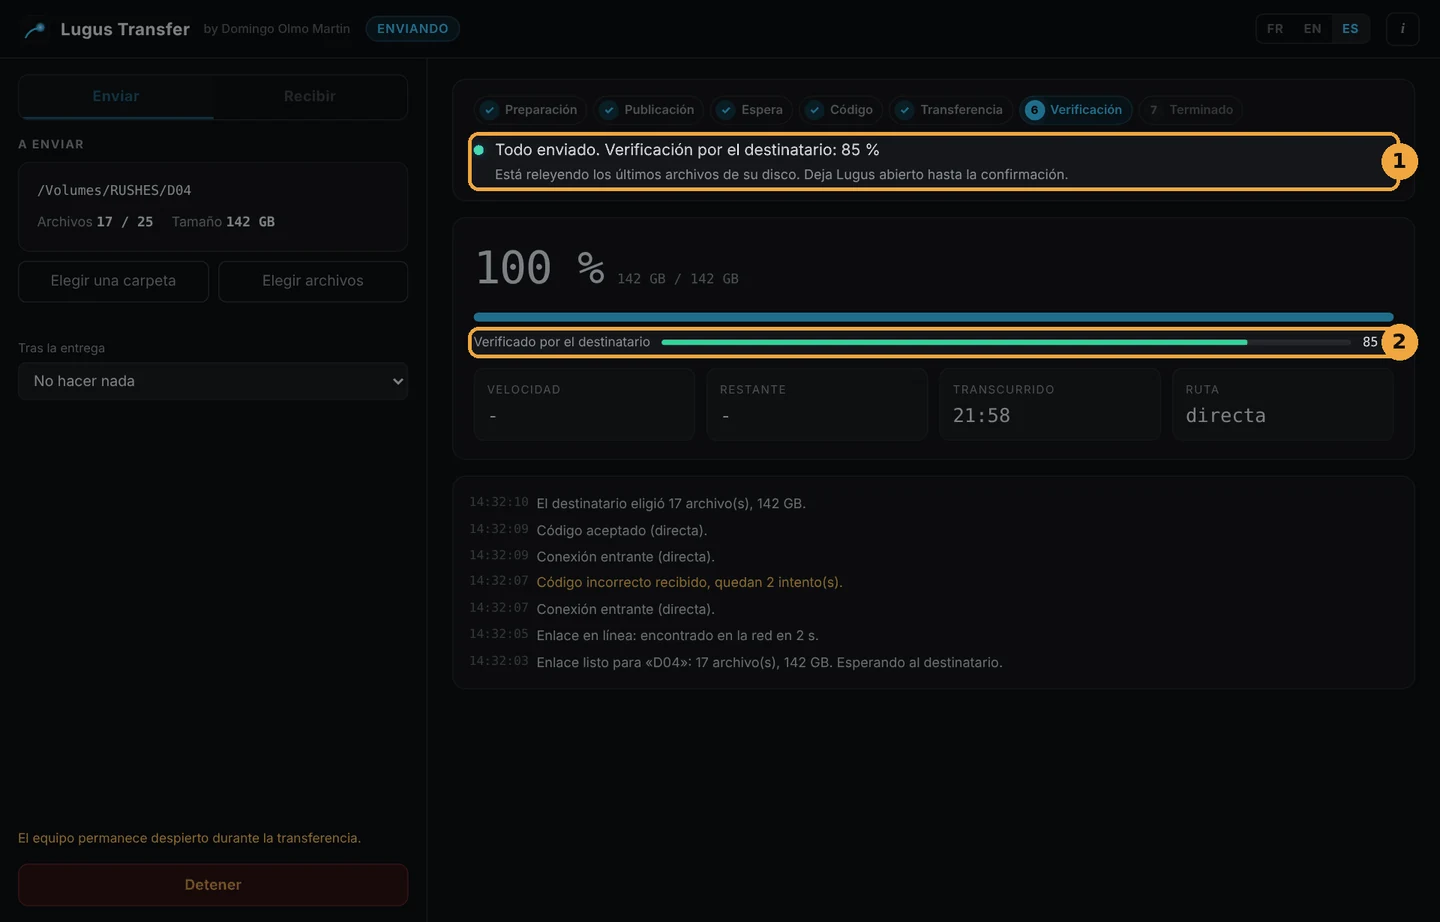 Lugus Transfer by Domingo Olmo Martin ENVIANDO FR EN ES i
Enviar Recibir
A ENVIAR
/Volumes/RUSHES/D04
Archivos 17 / 25 Tamaño 142 GB
Elegir una carpeta Elegir archivos
Tras la entrega
No hacer nada
El equipo permanece despierto durante la transferencia.
Detener
Preparación Publicación Espera Código Transferencia 6 Verificación 7 Terminado
Todo enviado. Verificación por el destinatario: 85 %
Está releyendo los últimos archivos de su disco. Deja Lugus abierto hasta la confirmación.
1
100 % 142 GB / 142 GB
Verificado por el destinatario 85
2
VELOCIDAD
-
RESTANTE
-
TRANSCURRIDO
21:58
RUTA
directa
14:32:10 El destinatario eligió 17 archivo(s), 142 GB.
14:32:09 Código aceptado (directa).
14:32:09 Conexión entrante (directa).
14:32:07 Código incorrecto recibido, quedan 2 intento(s).
14:32:07 Conexión entrante (directa).
14:32:05 Enlace en línea: encontrado en la red en 2 s.
14:32:03 Enlace listo para «D04»: 17 archivo(s), 142 GB. Esperando al destinatario.